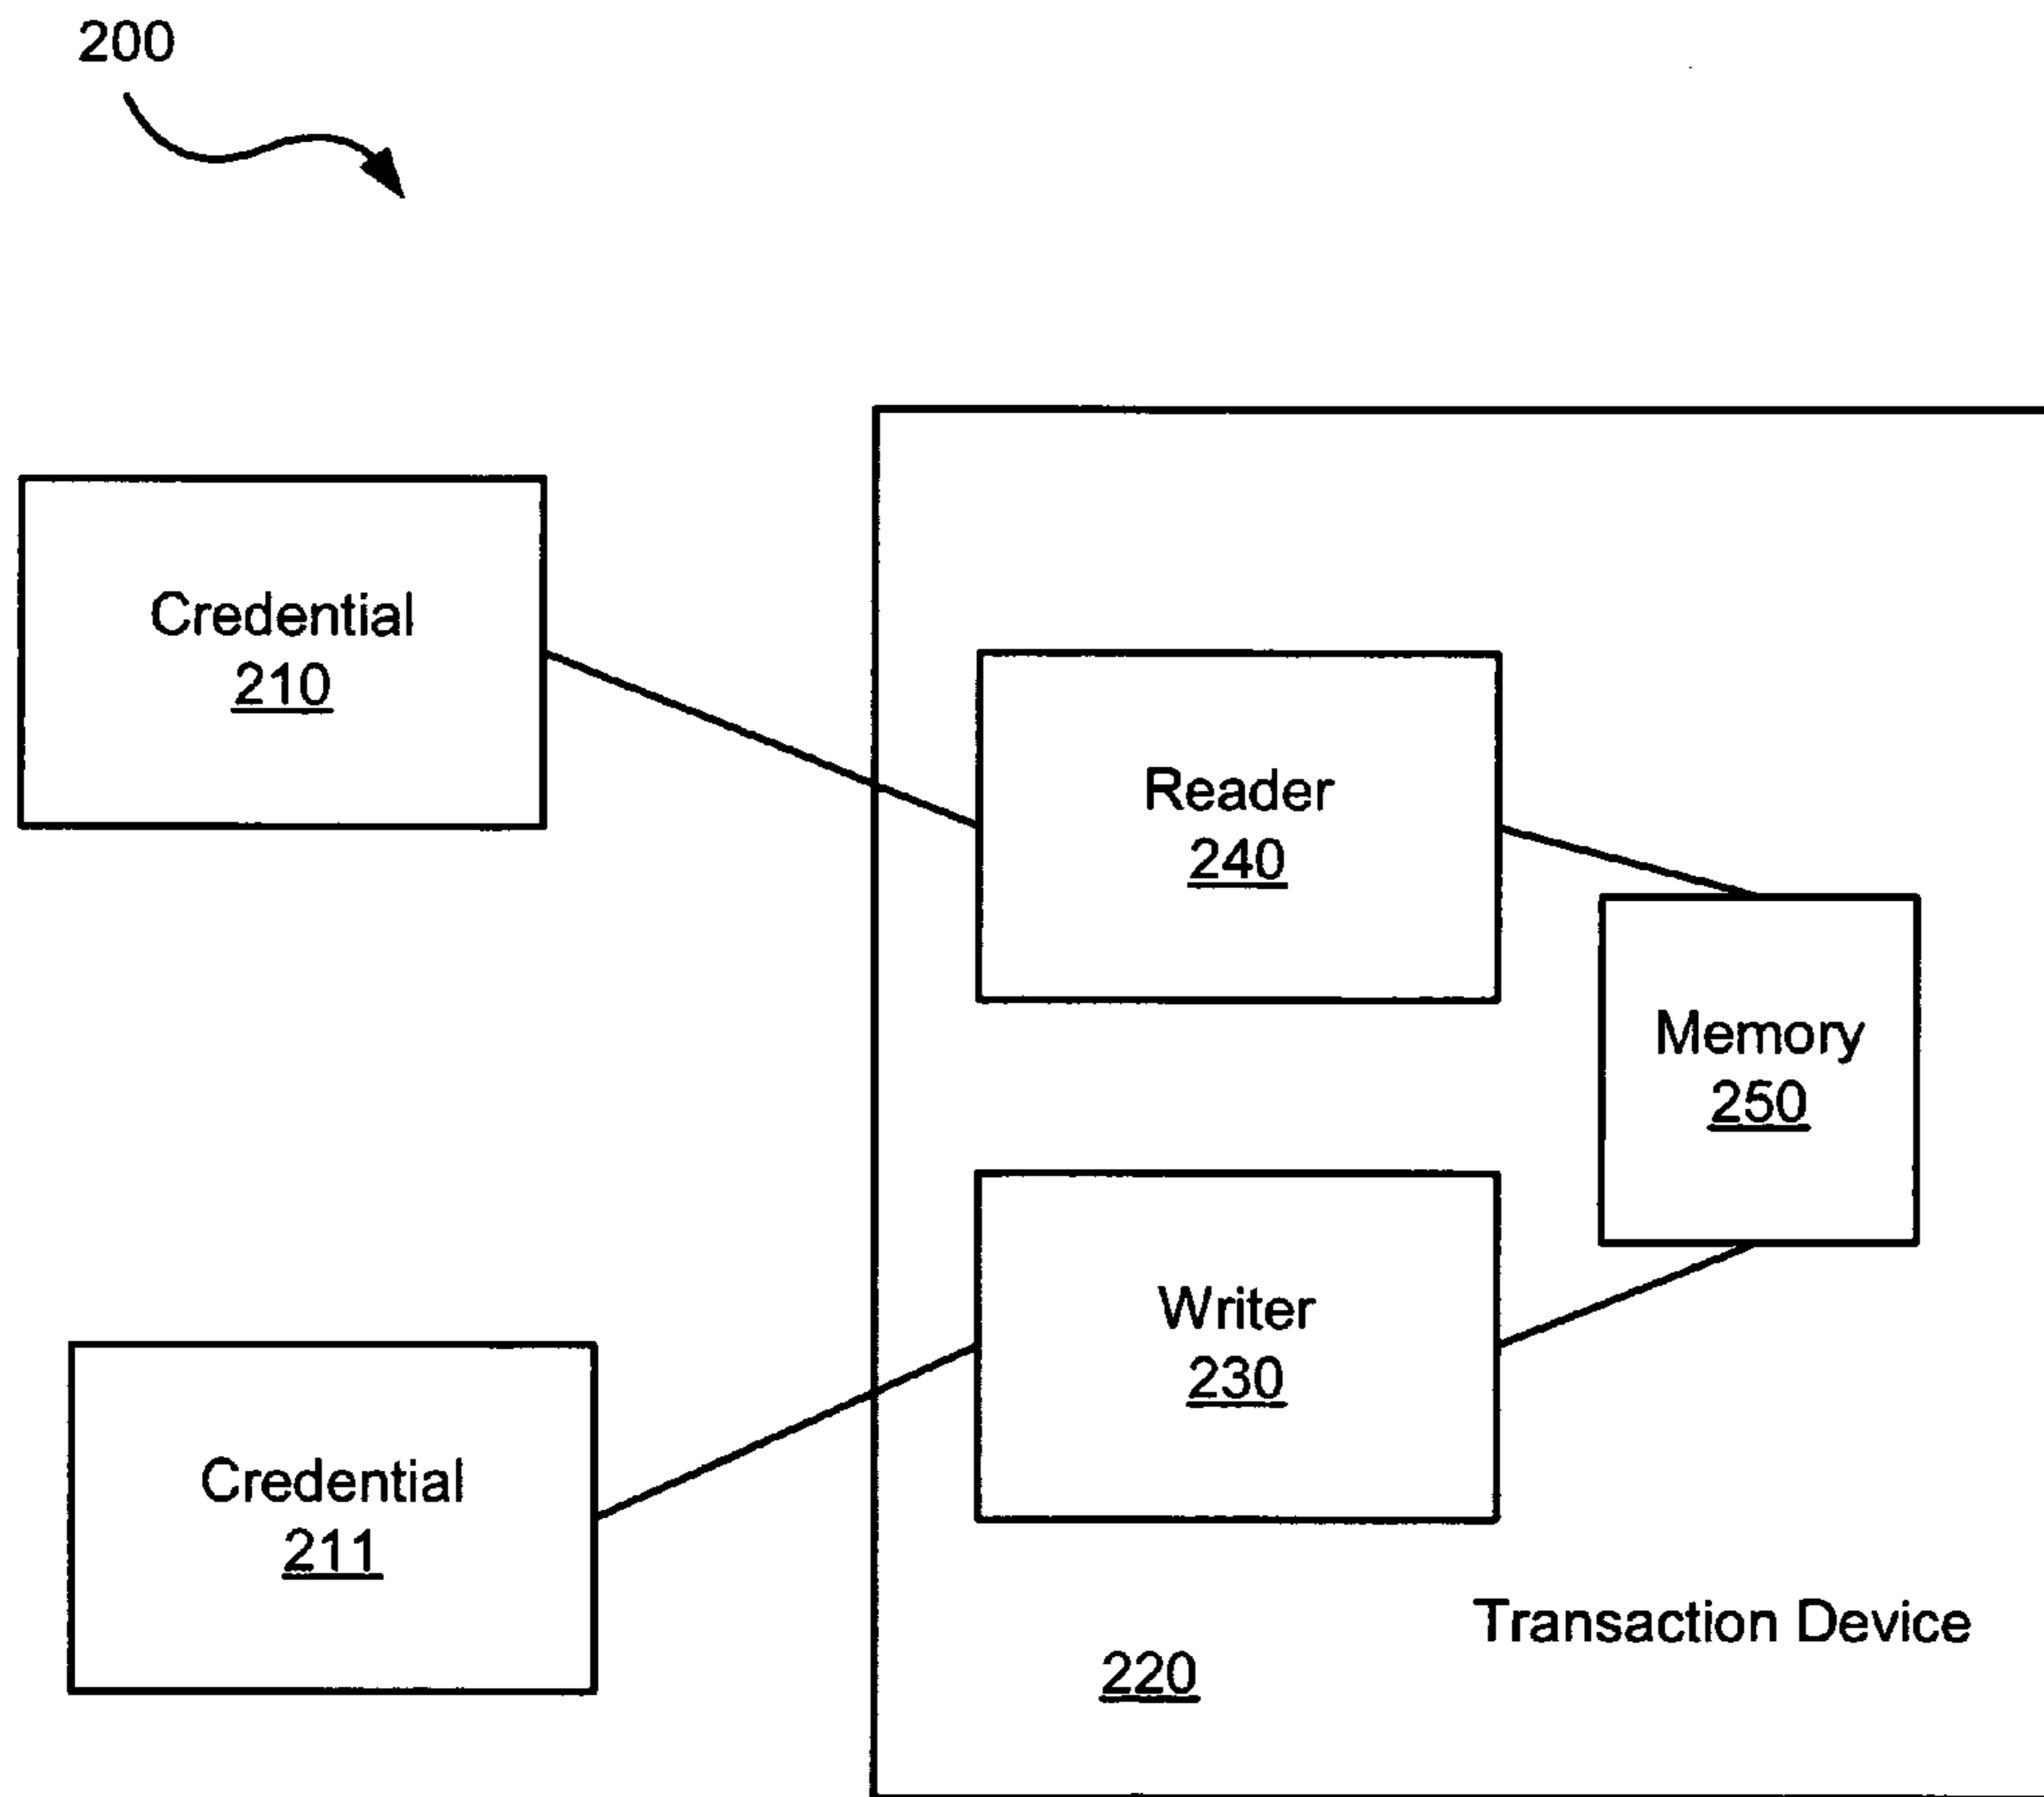 200
Credential
210
Reader
240
Memory
250
Writer
230
Credential
211
Transaction Device
220